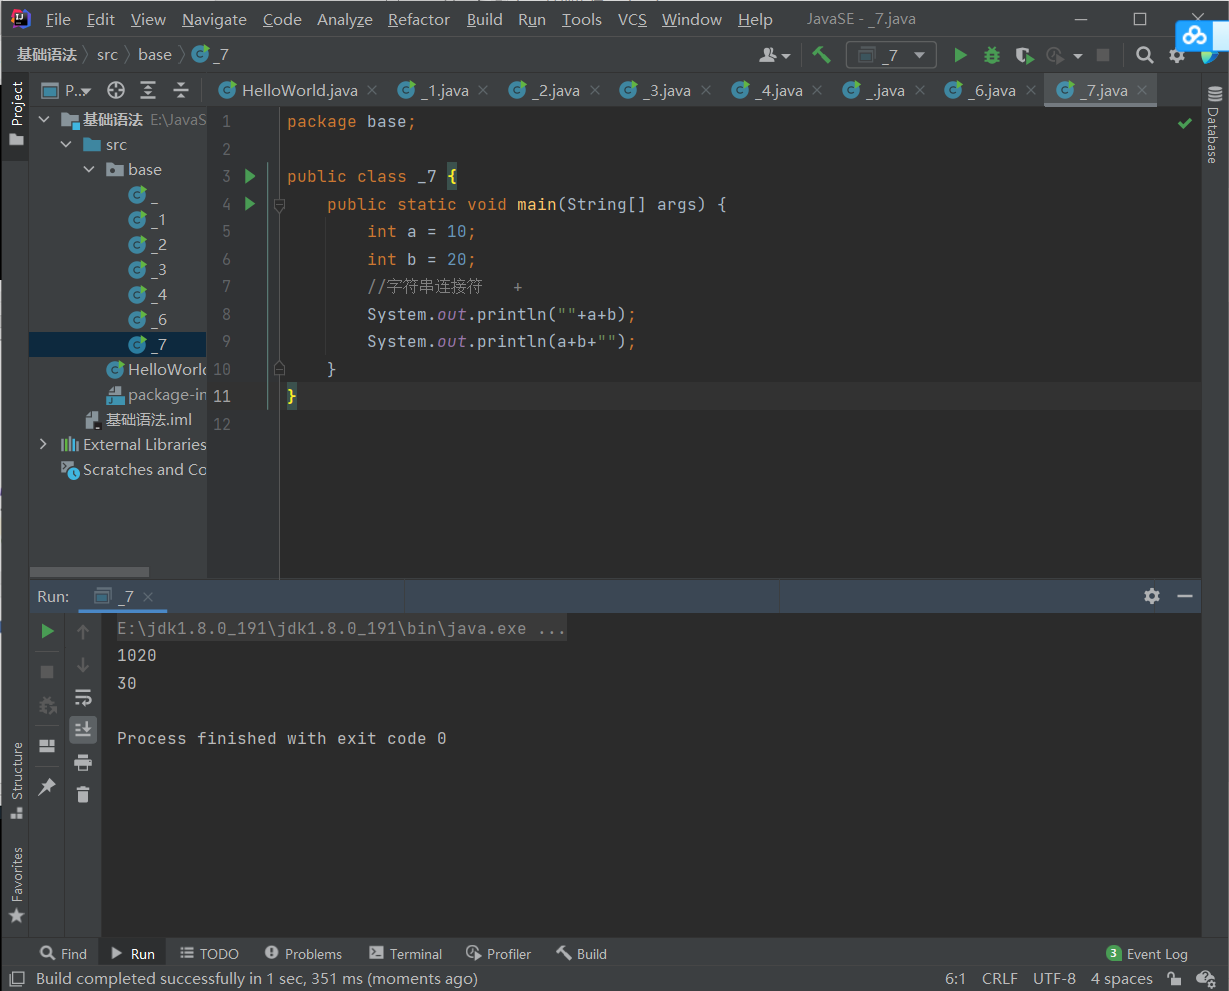 File Edit View Navigate Code Analyze Refactor Build Run Tools VCS Window Help JavaSE - _7.java
基础语法 src base _7
_7
Project
P...
HelloWorld.java _1.java _2.java _3.java _4.java _.java _6.java _7.java
Database
基础语法 E:\JavaS
src
base
_
_1
_2
_3
_4
_6
_7
HelloWorld
package-in
基础语法.iml
External Libraries
Scratches and Co
1 package base;
2
3 public class _7 {
4 public static void main(String[] args) {
5 int a = 10;
6 int b = 20;
7 //字符串连接符 +
8 System.out.println(""+a+b);
9 System.out.println(a+b+"");
10 }
11 }
12
Run: _7
E:\jdk1.8.0_191\jdk1.8.0_191\bin\java.exe ...
1020
30
Process finished with exit code 0
Structure
Favorites
Find Run TODO Problems Terminal Profiler Build 3 Event Log
Build completed successfully in 1 sec, 351 ms (moments ago) 6:1 CRLF UTF-8 4 spaces